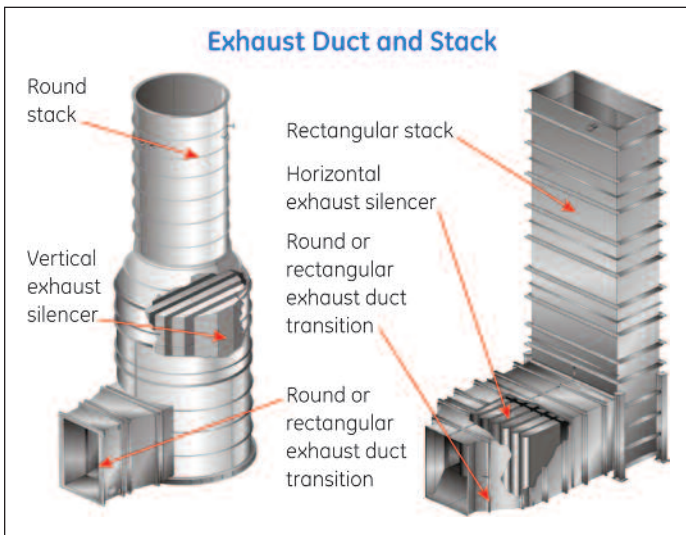 Exhaust Duct and Stack
Round
stack
Vertical
exhaust
silencer
Round or
rectangular
exhaust duct
transition
Rectangular stack
Horizontal
exhaust silencer
Round or
rectangular
exhaust duct
transition